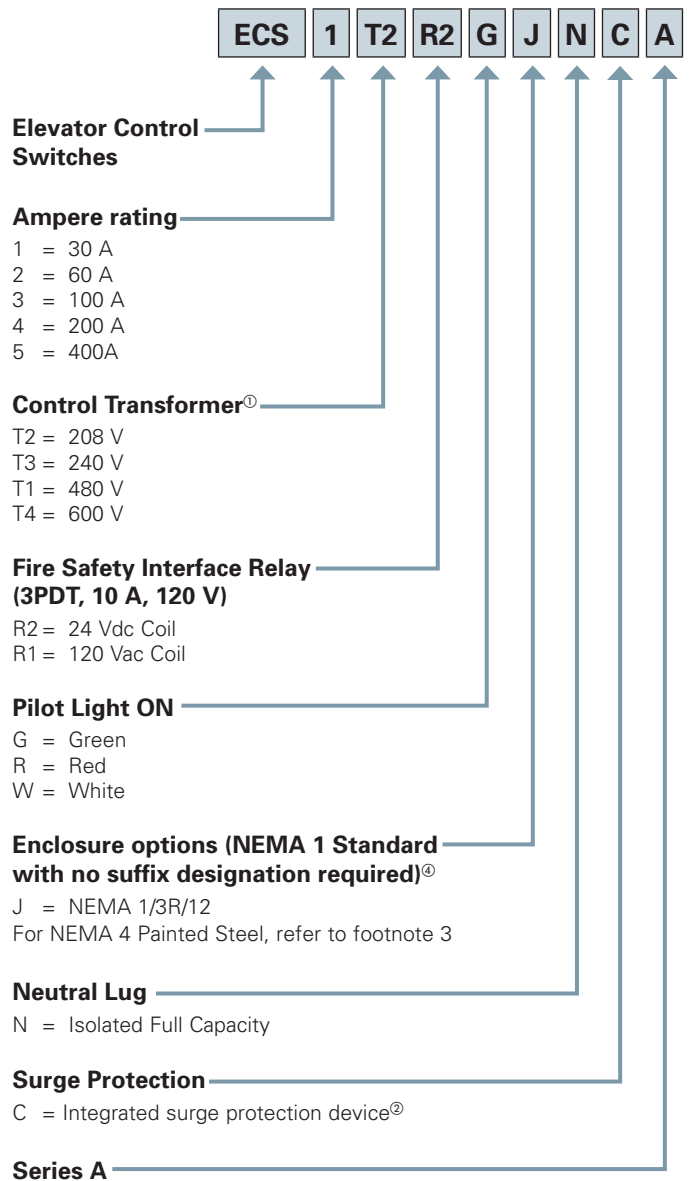 ECS 1 T2 R2 G J N C A
Elevator Control
Switches
Ampere rating
1 = 30 A
2 = 60 A
3 = 100 A
4 = 200 A
5 = 400A
Control Transformer①
T2 = 208 V
T3 = 240 V
T1 = 480 V
T4 = 600 V
Fire Safety Interface Relay
(3PDT, 10 A, 120 V)
R2 = 24 Vdc Coil
R1 = 120 Vac Coil
Pilot Light ON
G = Green
R = Red
W = White
Enclosure options (NEMA 1 Standard
with no suffix designation required)④
J = NEMA 1/3R/12
For NEMA 4 Painted Steel, refer to footnote 3
Neutral Lug
N = Isolated Full Capacity
Surge Protection
C = Integrated surge protection device②
Series A